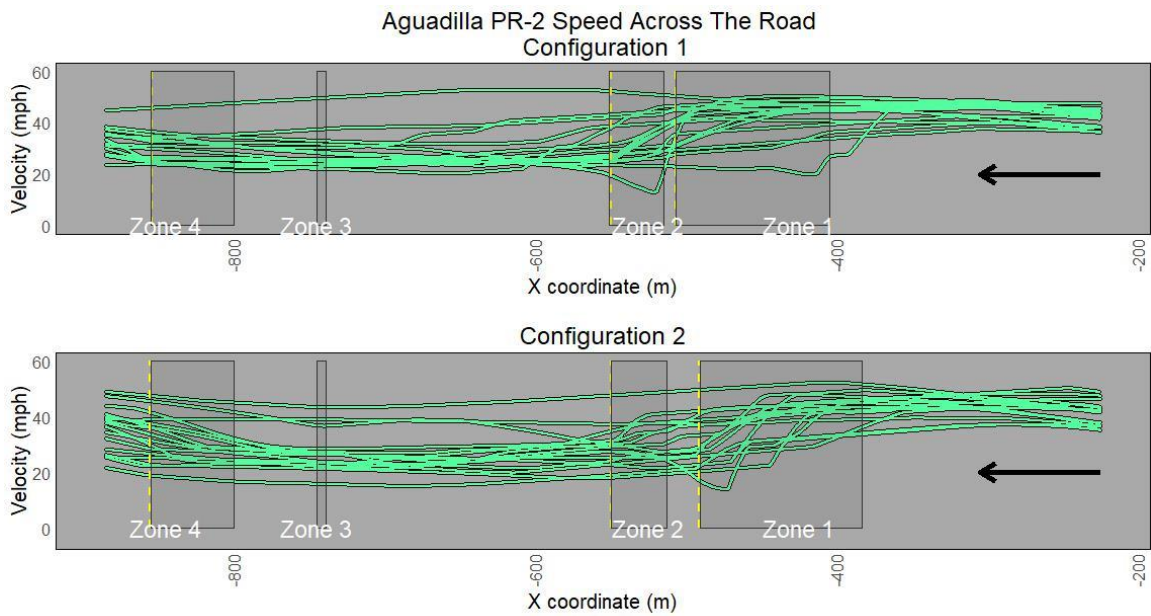 Aguadilla PR-2 Speed Across The Road
Configuration 1
Velocity (mph)
60
40
20
0
Zone 4
Zone 3
Zone 2
Zone 1
-800
-600
-400
-200
X coordinate (m)
Configuration 2
Velocity (mph)
60
40
20
0
Zone 4
Zone 3
Zone 2
Zone 1
-800
-600
-400
-200
X coordinate (m)